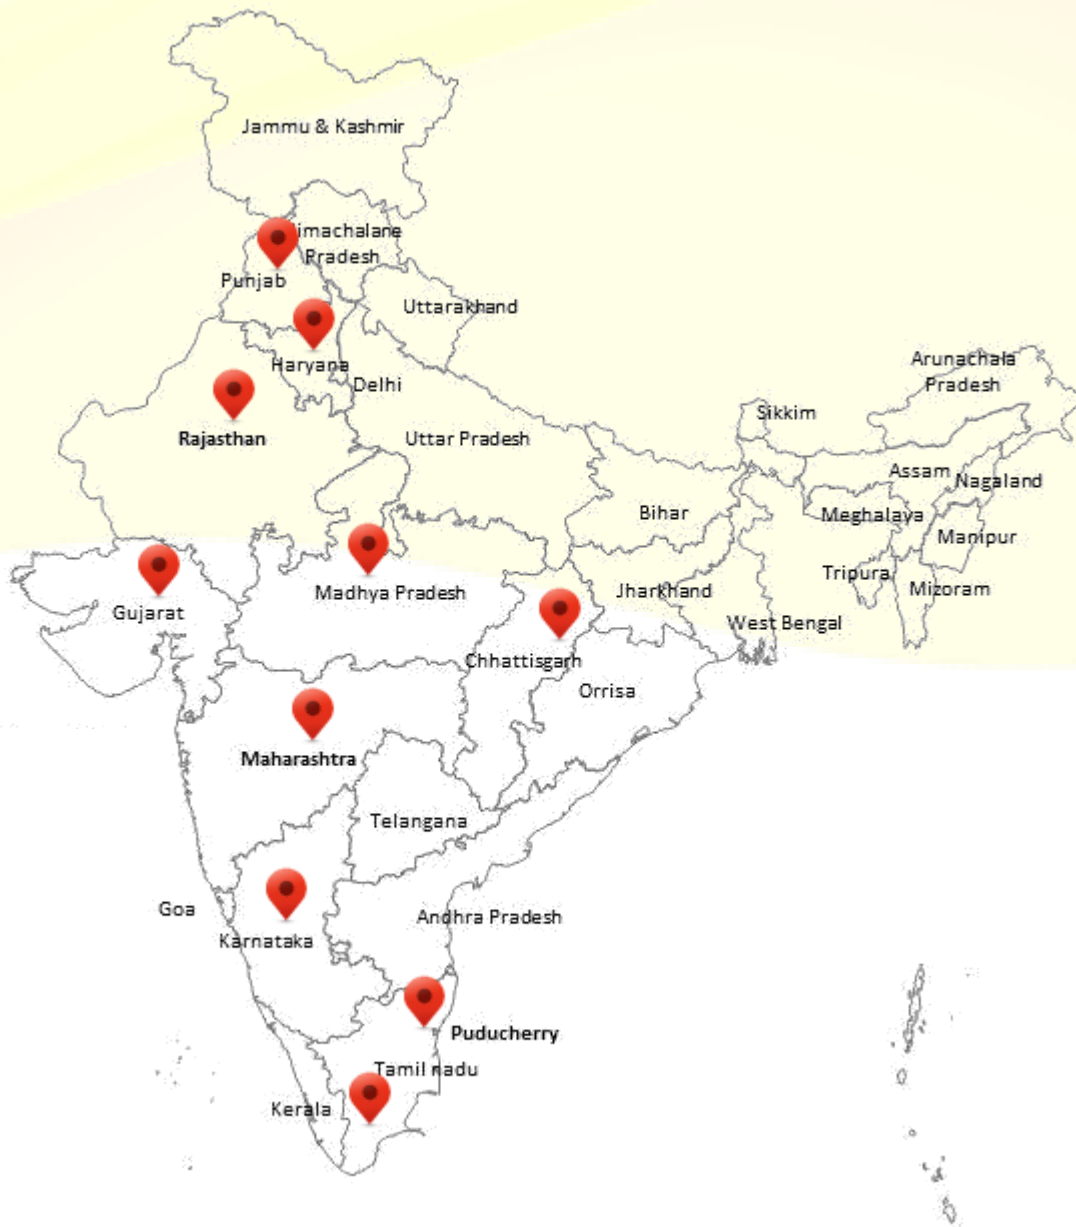 Jammu & Kashmir
imachalane
Pradesh
Punjab
Uttarakhand
Haryana
Delhi
Arunachala
Pradesh
Sikkim
Rajasthan
Uttar Pradesh
Assam
Nagaland
Bihar
Meghalaya
Manipur
Tripura
Mizoram
Madhya Pradesh
Jharkhand
Gujarat
West Bengal
Chhattisgarh
Orrisa
Maharashtra
Telangana
Goa
Andhra Pradesh
Karnataka
Puducherry
Tamil nadu
Kerala